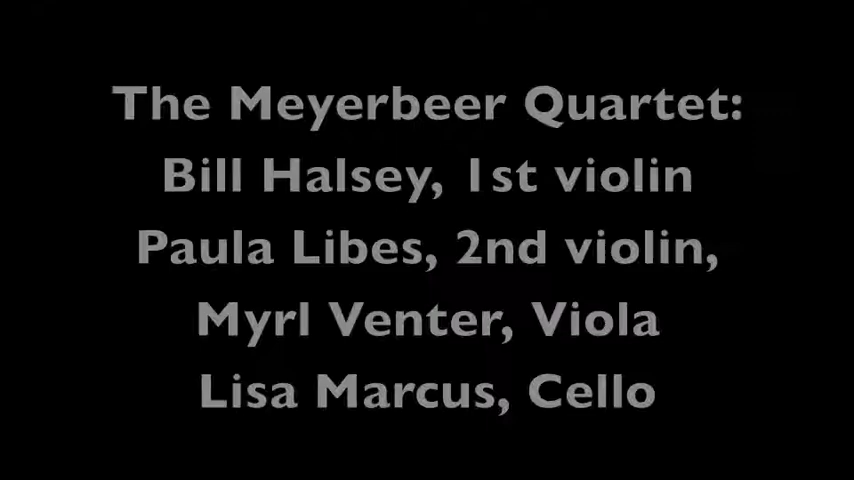 The Meyerbeer Quartet:
Bill Halsey, 1st violin
Paula Libes, 2nd violin,
Myrl Venter, Viola
Lisa Marcus, Cello